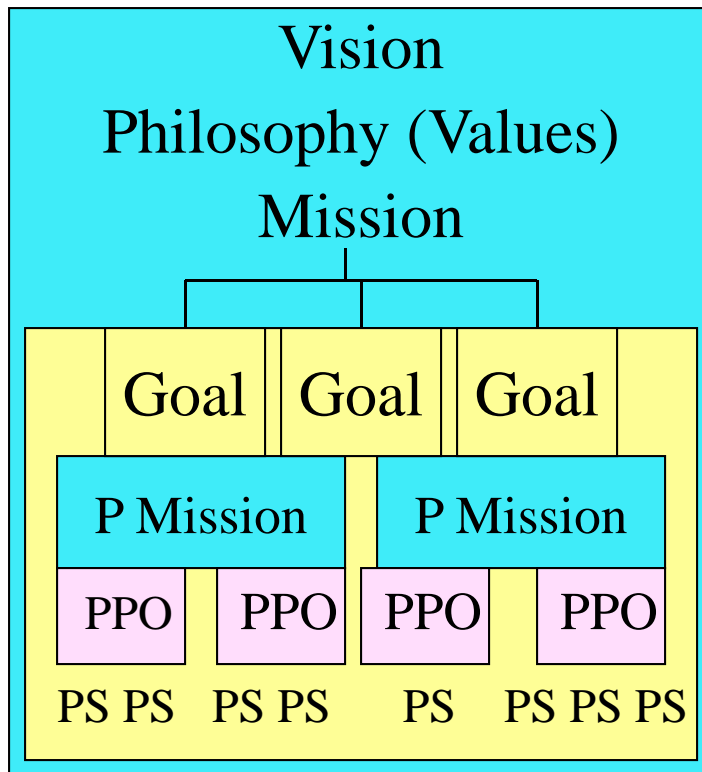 Vision
Philosophy (Values)
Mission
Goal Goal Goal
P Mission P Mission
PPO PPO PPO PPO
PS PS PS PS PS PS PS PS